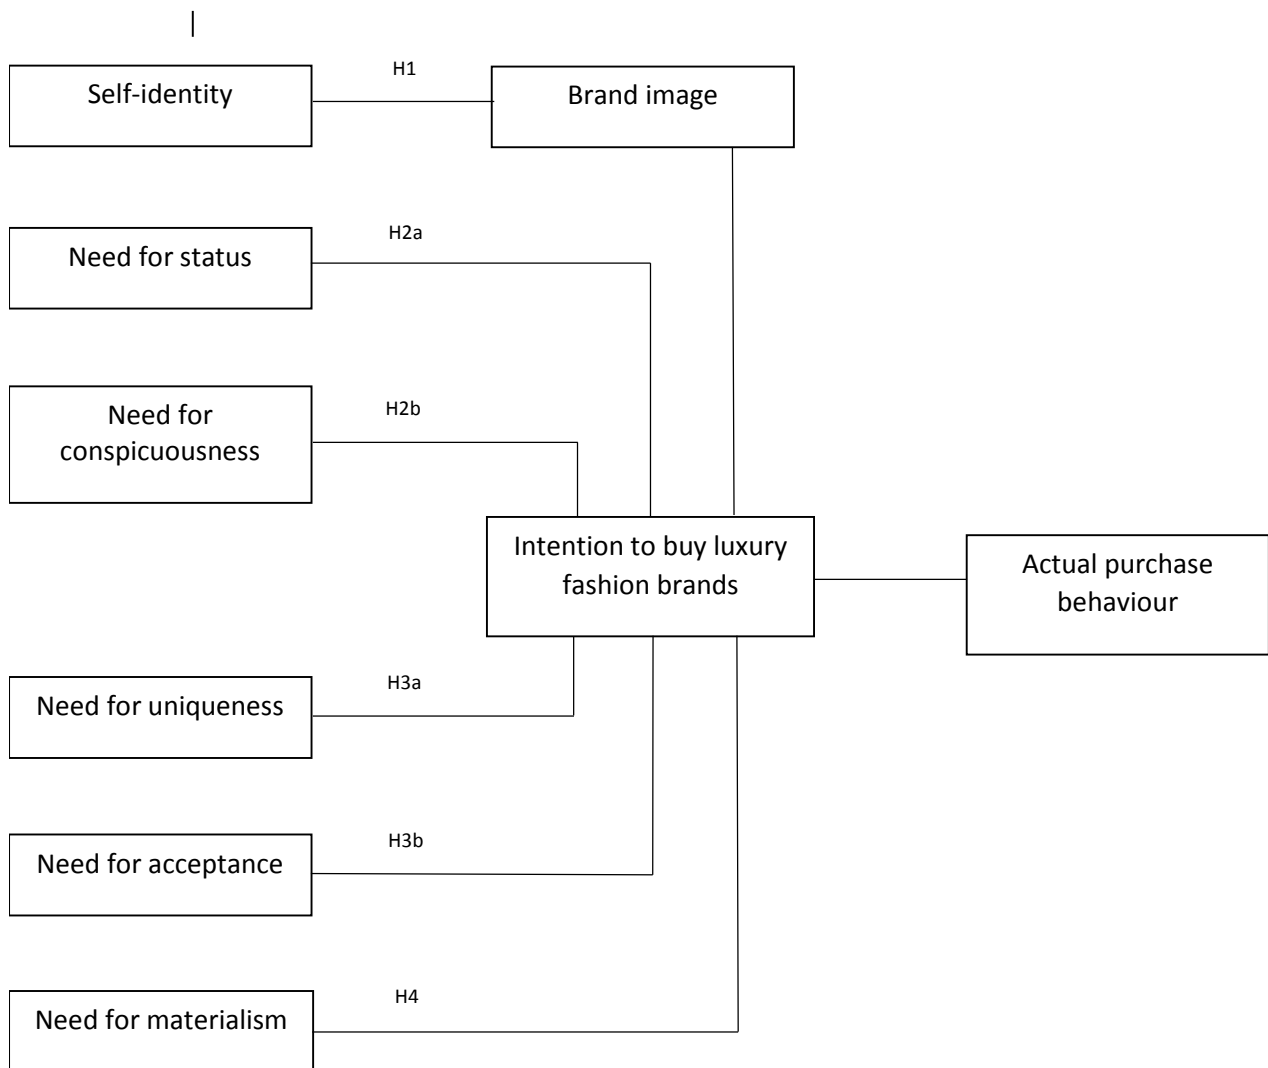 Self-identity
H1
Brand image
Need for status
H2a
Need for
conspicuousness
H2b
Intention to buy luxury
fashion brands
Actual purchase
behaviour
Need for uniqueness
H3a
Need for acceptance
H3b
Need for materialism
H4